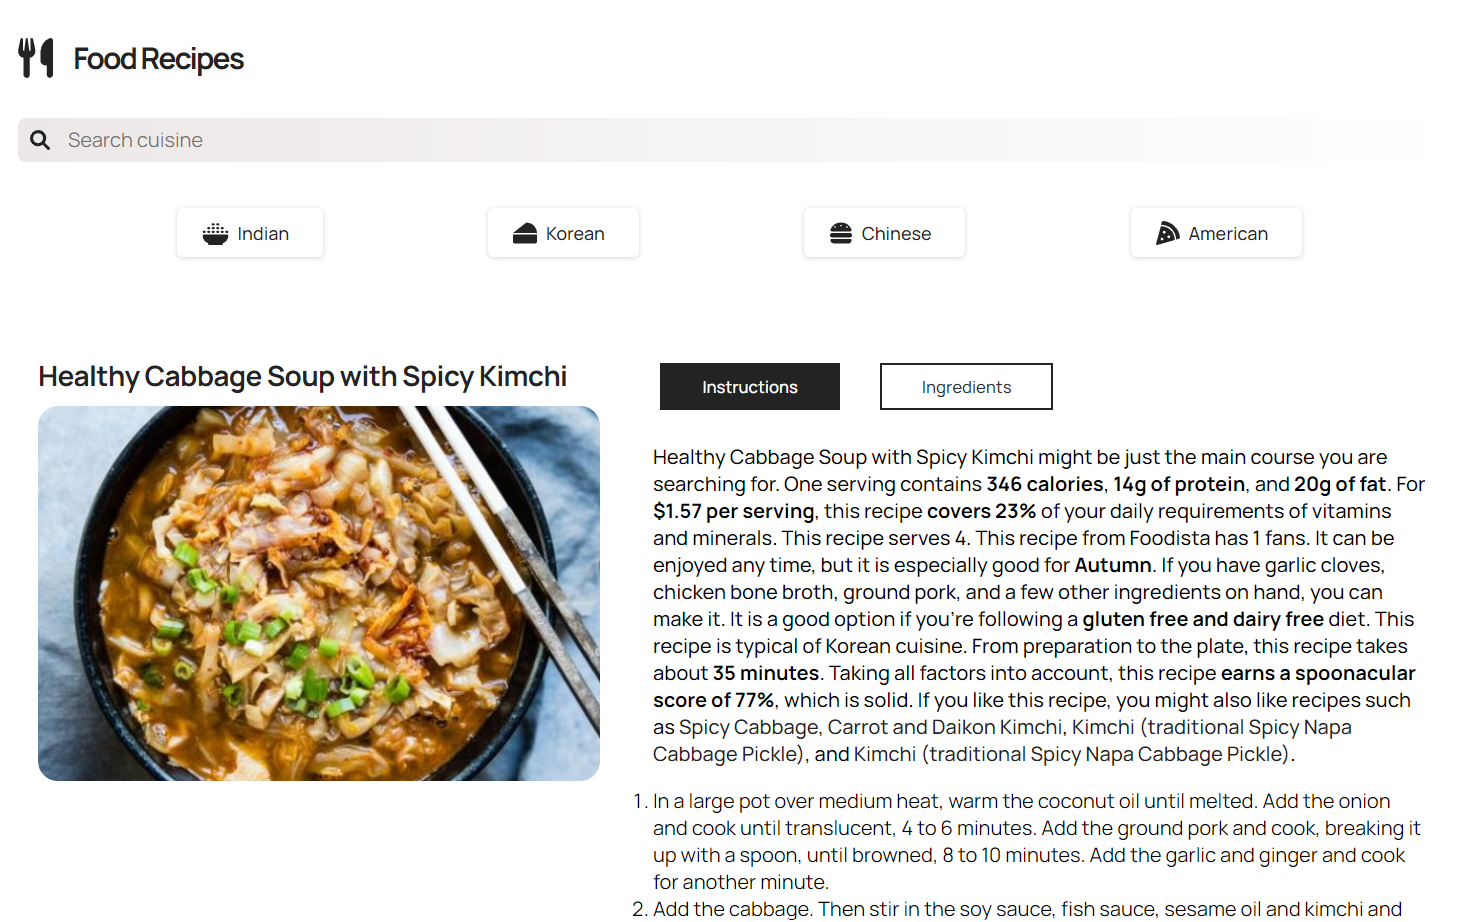 Food Recipes
Search cuisine
Indian
Korean
Chinese
American
Healthy Cabbage Soup with Spicy Kimchi
Instructions
Ingredients
Healthy Cabbage Soup with Spicy Kimchi might be just the main course you are
searching for. One serving contains 346 calories, 14g of protein, and 20g of fat. For
$1.57 per serving, this recipe covers 23% of your daily requirements of vitamins
and minerals. This recipe serves 4. This recipe from Foodista has 1 fans. It can be
enjoyed any time, but it is especially good for Autumn. If you have garlic cloves,
chicken bone broth, ground pork, and a few other ingredients on hand, you can
make it. It is a good option if you're following a gluten free and dairy free diet. This
recipe is typical of Korean cuisine. From preparation to the plate, this recipe takes
about 35 minutes. Taking all factors into account, this recipe earns a spoonacular
score of 77%, which is solid. If you like this recipe, you might also like recipes such
as Spicy Cabbage, Carrot and Daikon Kimchi, Kimchi (traditional Spicy Napa
Cabbage Pickle), and Kimchi (traditional Spicy Napa Cabbage Pickle).
1. In a large pot over medium heat, warm the coconut oil until melted. Add the onion
and cook until translucent, 4 to 6 minutes. Add the ground pork and cook, breaking it
up with a spoon, until browned, 8 to 10 minutes. Add the garlic and ginger and cook
for another minute.
2. Add the cabbage. Then stir in the soy sauce, fish sauce, sesame oil and kimchi and